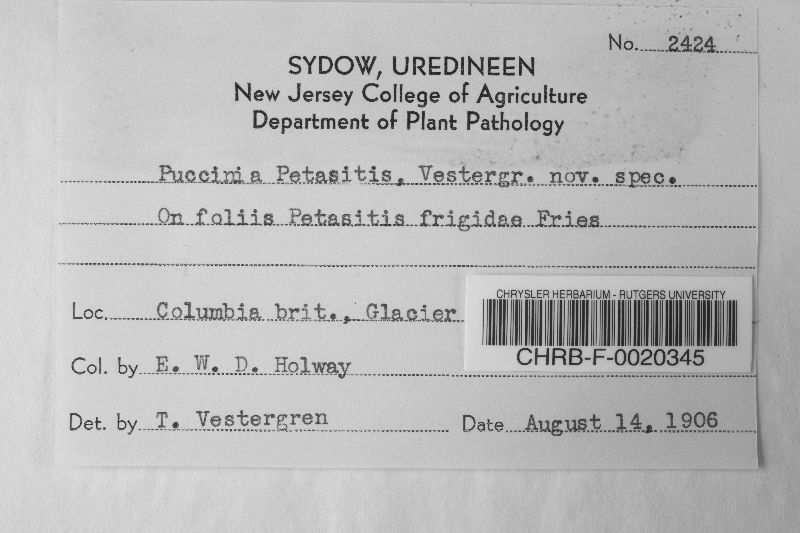 No. 2424
SYDOW, UREDINEEN
New Jersey College of Agriculture
Department of Plant Pathology
Puccinia Petasitis, Vestergr. nov. spec.
On foliis Petasitis frigidae Fries
Loc. Columbia brit., Glacier
CHRYSLER HERBARIUM - RUTGERS UNIVERSITY
CHRB-F-0020345
Col. by E. W. D. Holway
Det. by T. Vestergren Date August 14, 1906